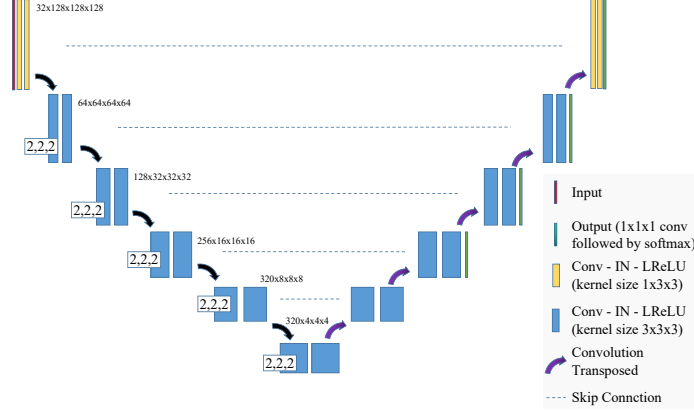 32x128x128x128
64x64x64x64
2,2,2
128x32x32x32
2,2,2
256x16x16x16
2,2,2
320x8x8x8
2,2,2
320x4x4x4
2,2,2
Input
Output (1x1x1 conv
followed by softmax)
Conv - IN - LReLU
(kernel size 1x3x3)
Conv - IN - LReLU
(kernel size 3x3x3)
Convolution
Transposed
Skip Connction